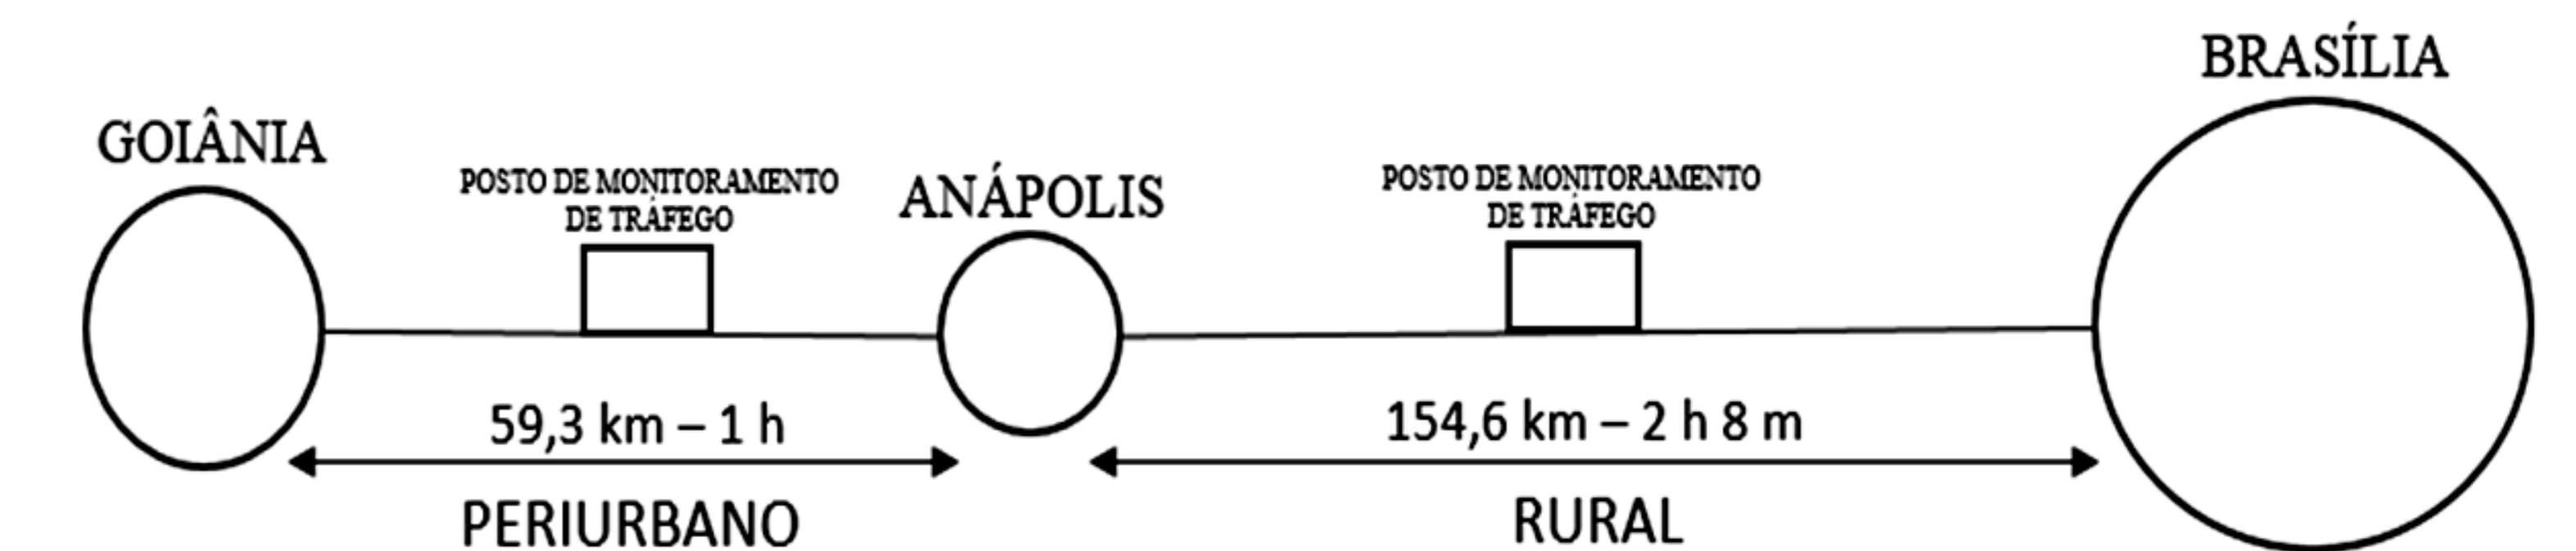 BRASÍLIA
GOIÂNIA
POSTO DE MONITORAMENTO
DE TRÁFEGO
ANÁPOLIS
POSTO DE MONITORAMENTO
DE TRÁFEGO
59,3 km – 1 h
154,6 km – 2 h 8 m
PERIURBANO
RURAL